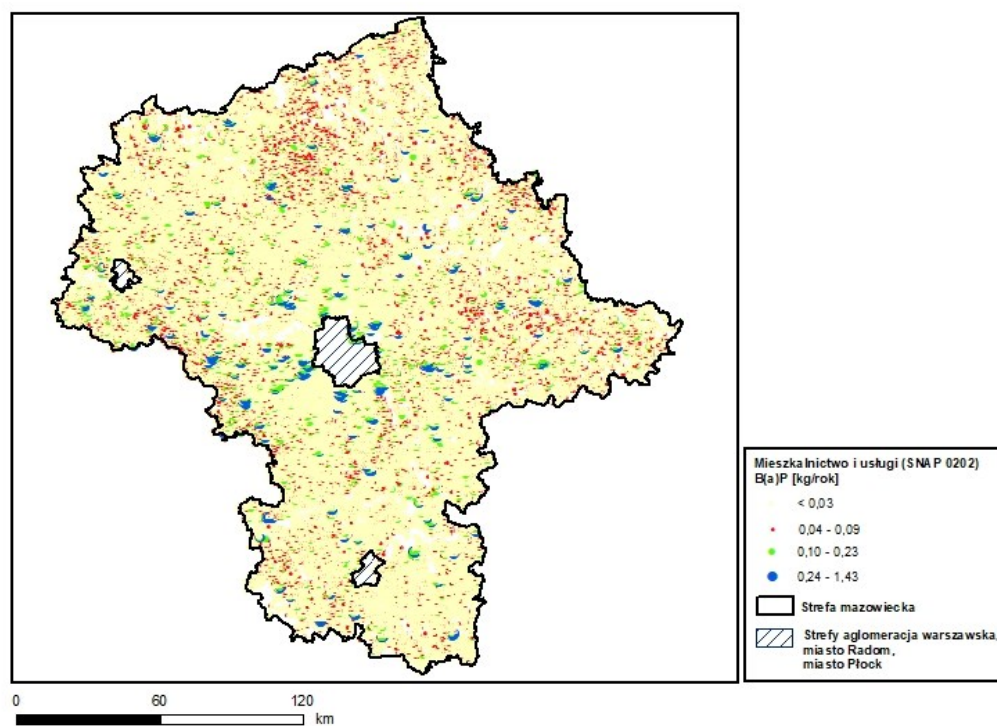 Mieszkalnictwo i usługi (SNAP 0202)
B(a)P [kg/rok]
< 0,03
0,04 - 0,09
0,10 - 0,23
0,24 - 1,43
Strefa mazowiecka
Strefy aglomeracja warszawska,
miasto Radom,
miasto Płock
0 60 120
km